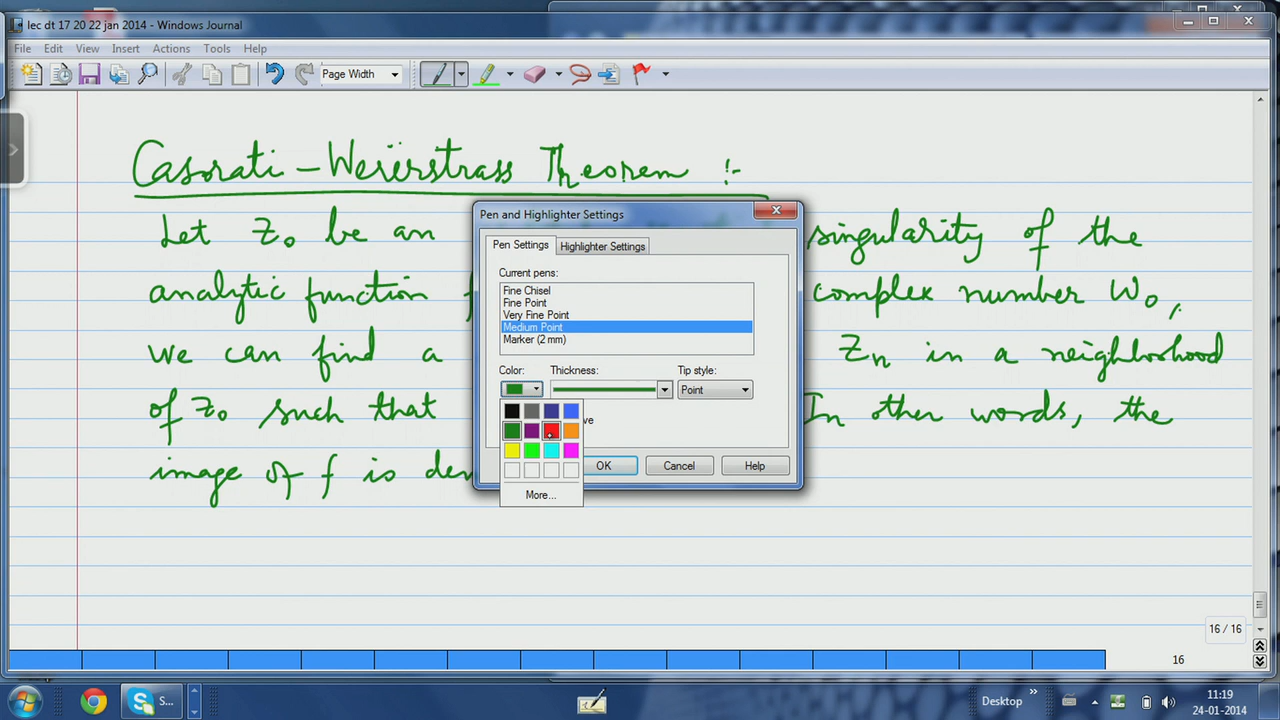 lec dt 17 20 22 jan 2014 - Windows Journal
File Edit View Insert Actions Tools Help
Page Width
Casorati - Weierstrass Theorem :-
Let z₀ be an singularity of the
analytic function complex number w₀,
we can find a zₙ in a neighborhood
of z₀ such that In other words, the
image of f is den
Pen and Highlighter Settings
Pen Settings Highlighter Settings
Current pens:
Fine Chisel
Fine Point
Very Fine Point
Medium Point
Marker (2 mm)
Color: Thickness: Tip style:
Point
ve
OK Cancel Help
More...
16 / 16
16
S...
Desktop »
11:19
24-01-2014